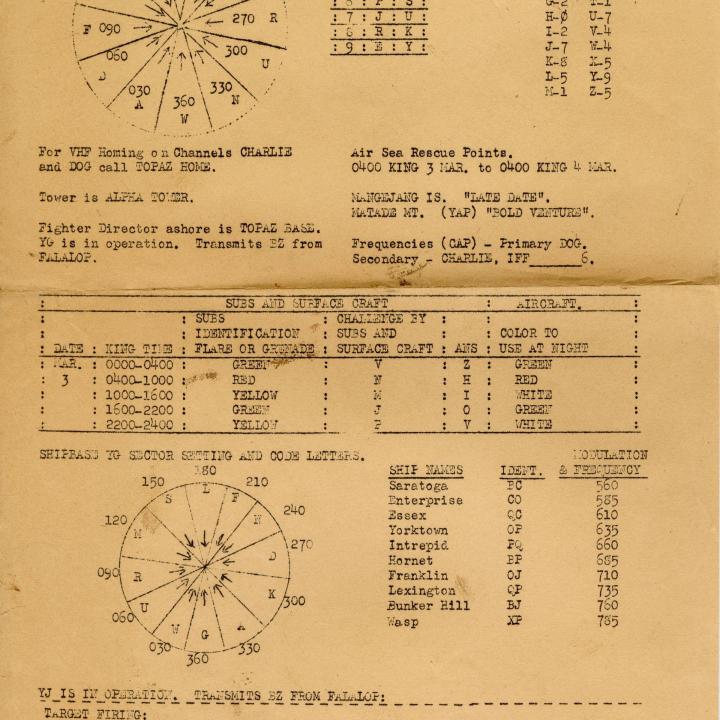 : 6 : P : S :
: 7 : J : U :
: 8 : R : K :
: 9 : E : Y :
G-2 T-1
H-Ø U-7
I-2 V-4
J-7 W-4
K-8 X-5
L-5 Y-9
M-1 Z-5
270 R
F 090
300
060
U
030
330
A
N
360
W
For VHF Homing on Channels CHARLIE
and DOG call TOPAZ HOME.
Tower is ALPHA TOWER.
Fighter Director ashore is TOPAZ BASE.
YG is in operation. Transmits BZ from
FALALOP.
Air Sea Rescue Points.
0400 KING 3 MAR. to 0400 KING 4 MAR.
MANGEJANG IS. "LATE DATE".
MATADE MT. (YAP) "BOLD VENTURE".
Frequencies (CAP) - Primary DOG.
Secondary - CHARLIE, IFF______6.
: SUBS AND SURFACE CRAFT : AIRCRAFT. :
: : SUBS : CHALLENGE BY : : :
: : IDENTIFICATION : SUBS AND : : COLOR TO :
: DATE : KING TIME : FLARE OR GRENADE : SURFACE CRAFT : ANS : USE AT NIGHT :
: MAR. : 0000-0400 : GREEN : V : Z : GREEN :
: 3 : 0400-1000 : RED : N : H : RED :
: : 1000-1600 : YELLOW : M : I : WHITE :
: : 1600-2200 : GREEN : J : O : GREEN :
: : 2200-2400 : YELLOW : P : V : WHITE :
SHIPBASE YG SECTOR SETTING AND CODE LETTERS.
180
150 210
S L F
240
N
120
M
270
D
090
R
K
300
U
060
W G A
030 330
360
MODULATION
SHIP NAMES IDENT. & FREQUENCY
Saratoga PC 560
Enterprise CO 585
Essex QC 610
Yorktown OP 635
Intrepid PQ 660
Hornet BP 685
Franklin OJ 710
Lexington QP 735
Bunker Hill BJ 760
Wasp XP 785
YJ IS IN OPERATION. TRANSMITS BZ FROM FALALOP:
TARGET FIRING: